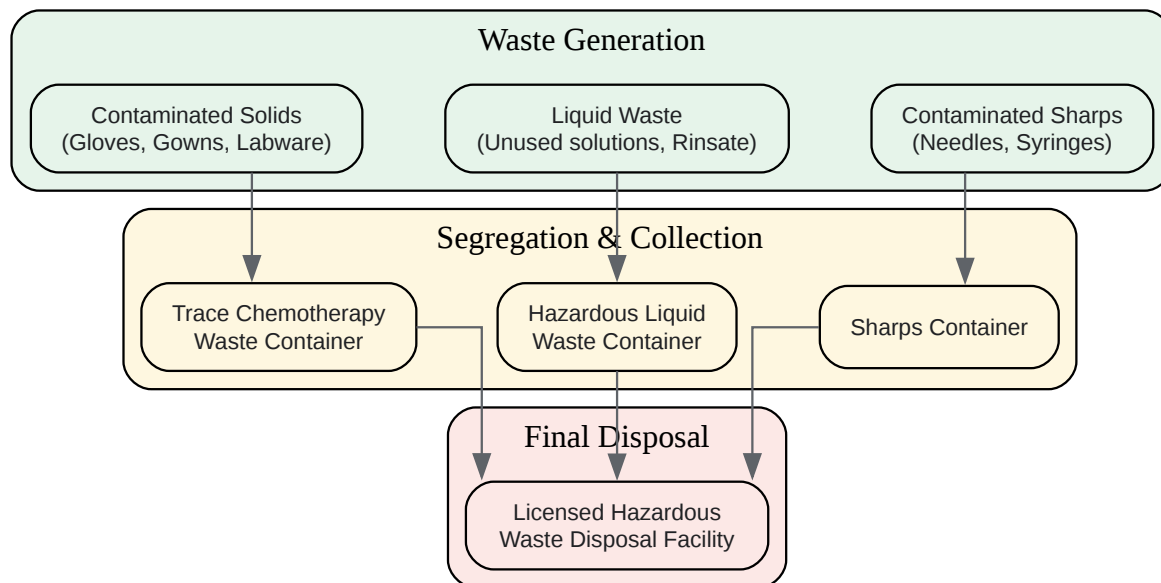 Waste Generation
Contaminated Solids
(Gloves, Gowns, Labware)
Liquid Waste
(Unused solutions, Rinsate)
Contaminated Sharps
(Needles, Syringes)
Segregation & Collection
Trace Chemotherapy
Waste Container
Hazardous Liquid
Waste Container
Sharps Container
Final Disposal
Licensed Hazardous
Waste Disposal Facility